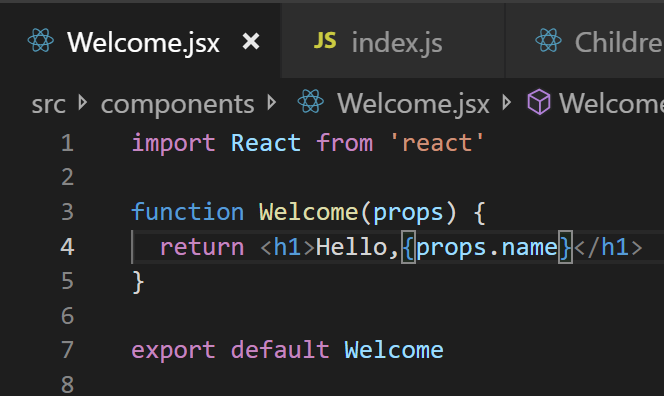 Welcome.jsx × JS index.js Childre
src > components > Welcome.jsx > Welcome
1 import React from 'react'
2
3 function Welcome(props) {
4 return <h1>Hello,{props.name}</h1>
5 }
6
7 export default Welcome
8